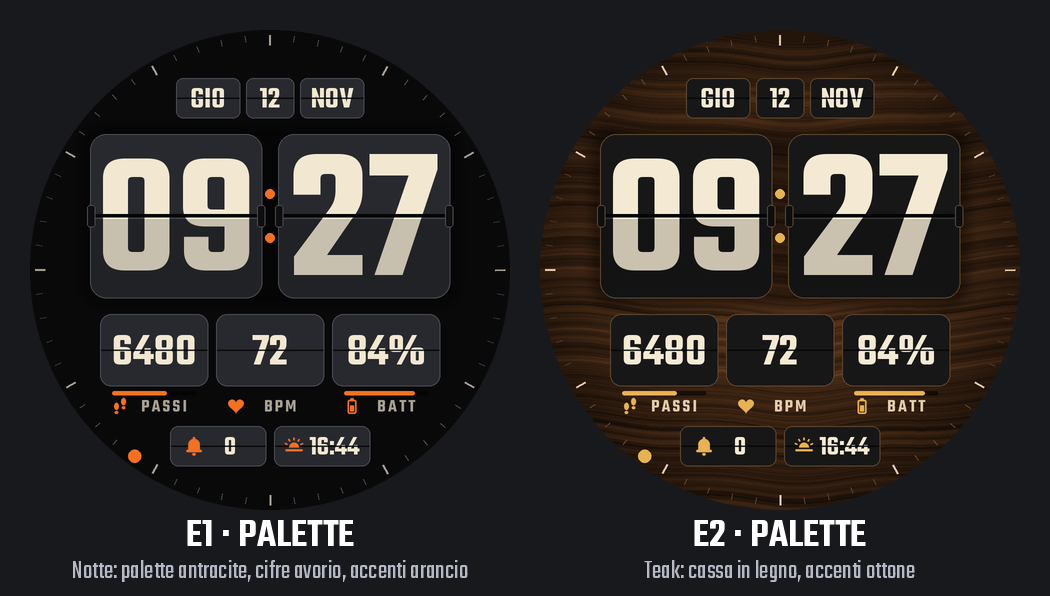 GIO 12 NOV
09 27
6480 72 84%
PASSI BPM BATT
0 16:44
E1 · PALETTE
Notte: palette antracite, cifre avorio, accenti arancio
GIO 12 NOV
09 27
6480 72 84%
PASSI BPM BATT
0 16:44
E2 · PALETTE
Teak: cassa in legno, accenti ottone